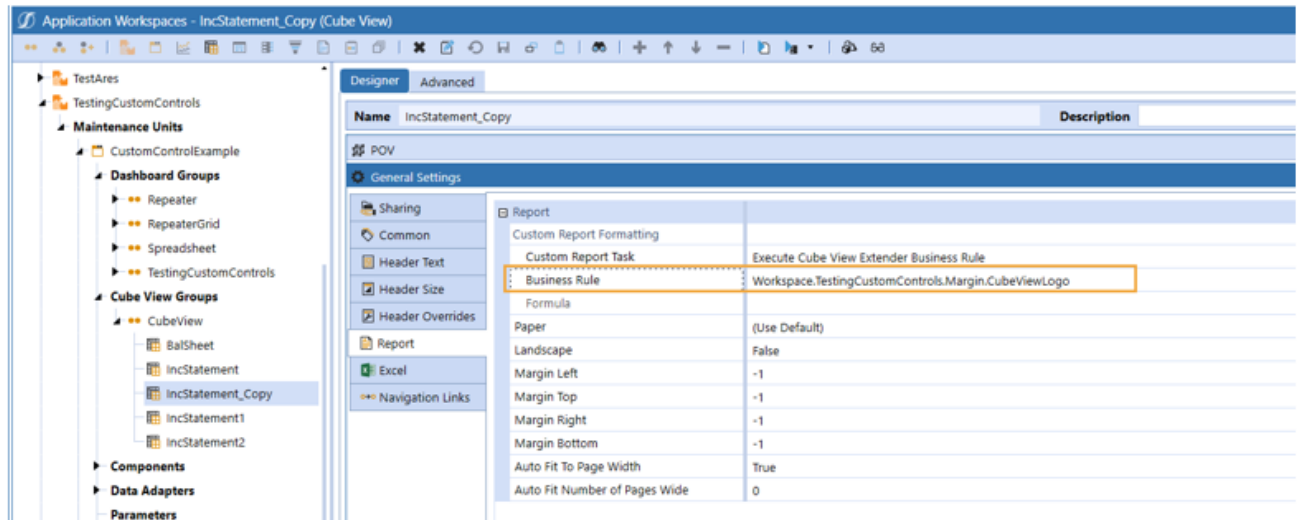 Application Workspaces - IncStatement_Copy (Cube View)
TestAres
TestingCustomControls
Maintenance Units
CustomControlExample
Dashboard Groups
Repeater
RepeaterGrid
Spreadsheet
TestingCustomControls
Cube View Groups
CubeView
BalSheet
IncStatement
IncStatement_Copy
IncStatement1
IncStatement2
Components
Data Adapters
Parameters
Designer Advanced
Name IncStatement_Copy Description
POV
General Settings
Sharing
Common
Header Text
Header Size
Header Overrides
Report
Excel
Navigation Links
Report
Custom Report Formatting
Custom Report Task Execute Cube View Extender Business Rule
Business Rule Workspace.TestingCustomControls.Margin.CubeViewLogo
Formula
Paper (Use Default)
Landscape False
Margin Left -1
Margin Top -1
Margin Right -1
Margin Bottom -1
Auto Fit To Page Width True
Auto Fit Number of Pages Wide 0